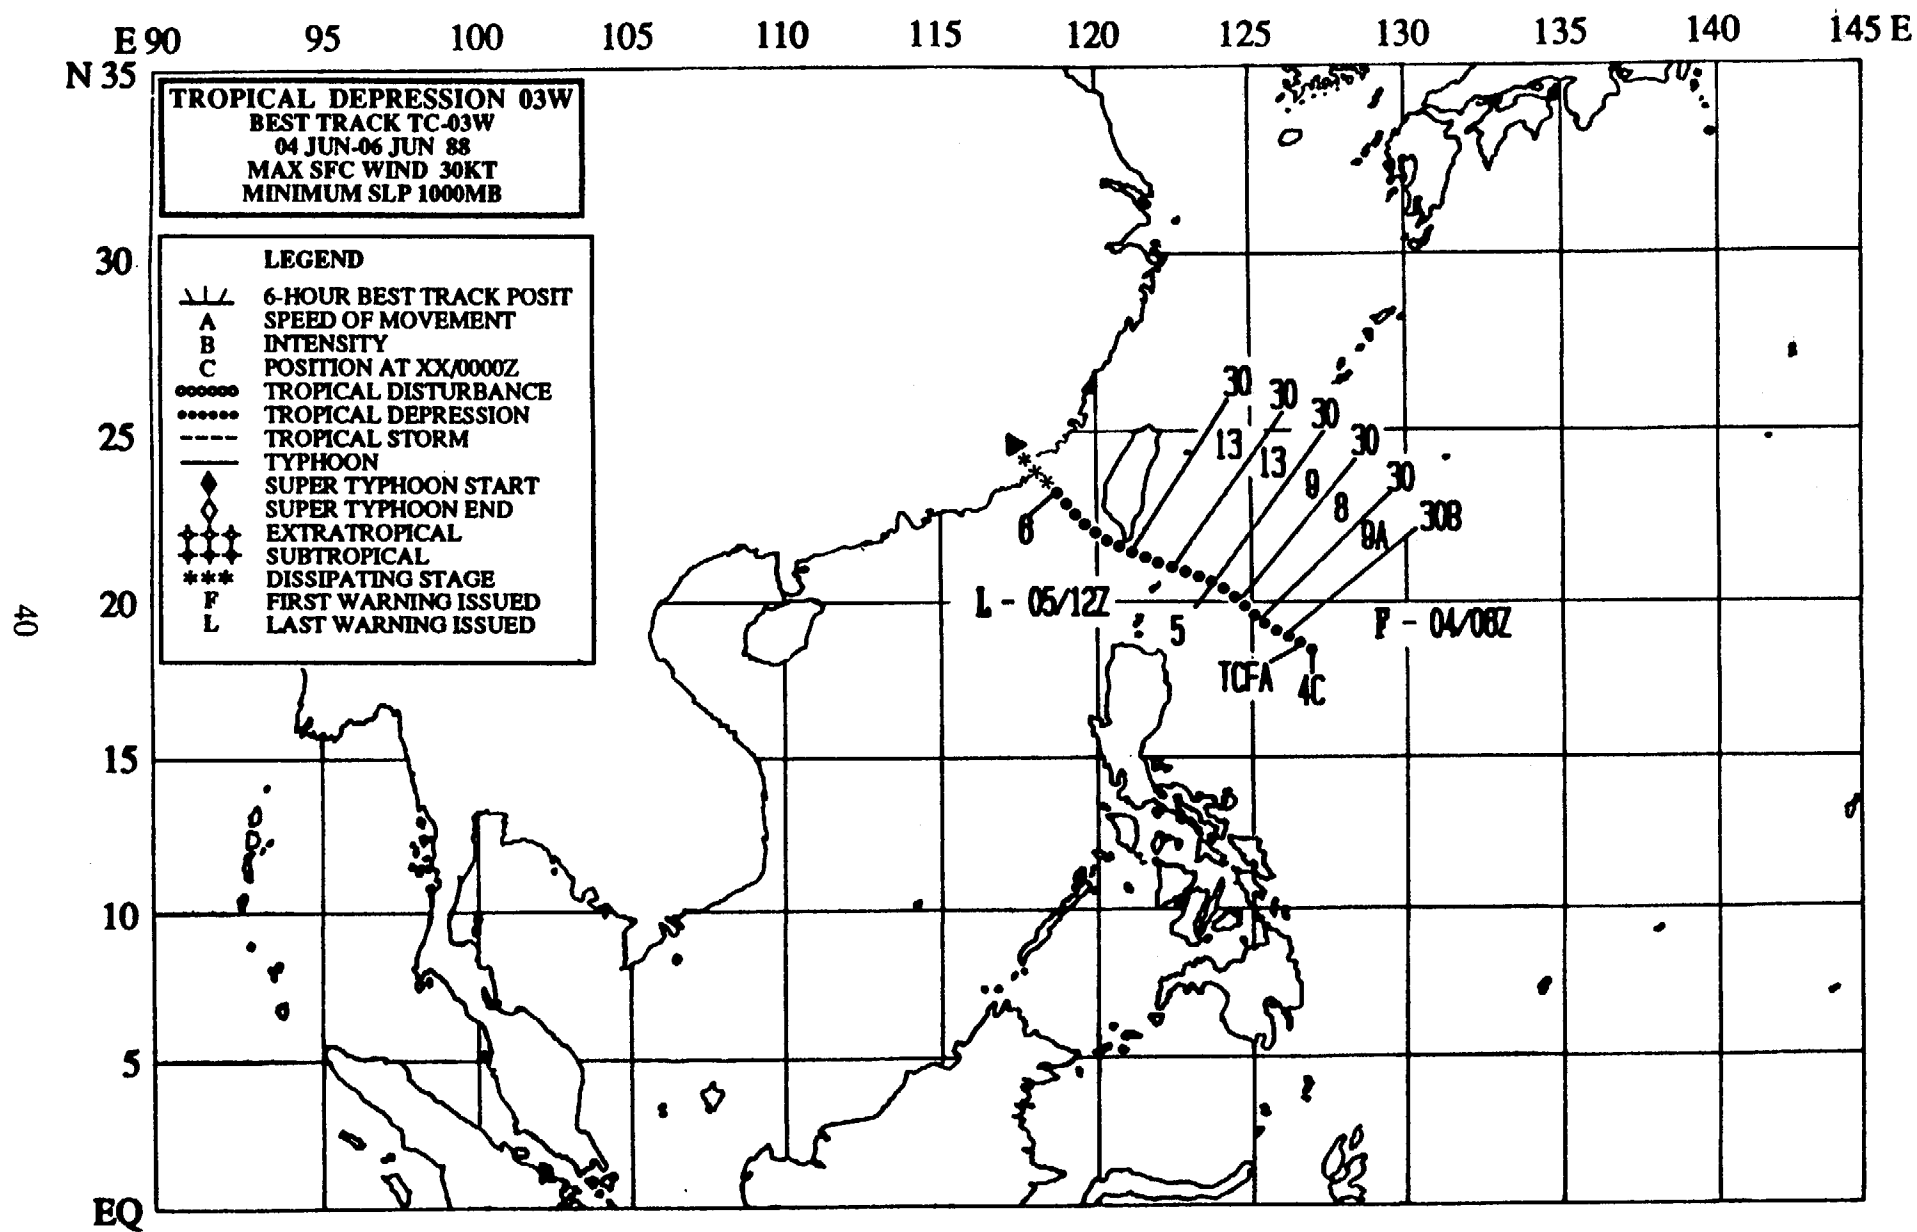 E 90 95 100 105 110 115 120 125 130 135 140 145 E
N 35
TROPICAL DEPRESSION 03W
BEST TRACK TC-03W
04 JUN-06 JUN 88
MAX SFC WIND 30KT
MINIMUM SLP 1000MB
30
LEGEND
6-HOUR BEST TRACK POSIT
A SPEED OF MOVEMENT
B INTENSITY
C POSITION AT XX/0000Z
TROPICAL DISTURBANCE
TROPICAL DEPRESSION
TROPICAL STORM
TYPHOON
SUPER TYPHOON START
SUPER TYPHOON END
EXTRATROPICAL
SUBTROPICAL
*** DISSIPATING STAGE
F FIRST WARNING ISSUED
L LAST WARNING ISSUED
25
20
15
10
5
EQ
40
30
30
30
30
30
30B
13
13
9
8
9A
6
L - 05/12Z
5
F - 04/06Z
TCFA
4C